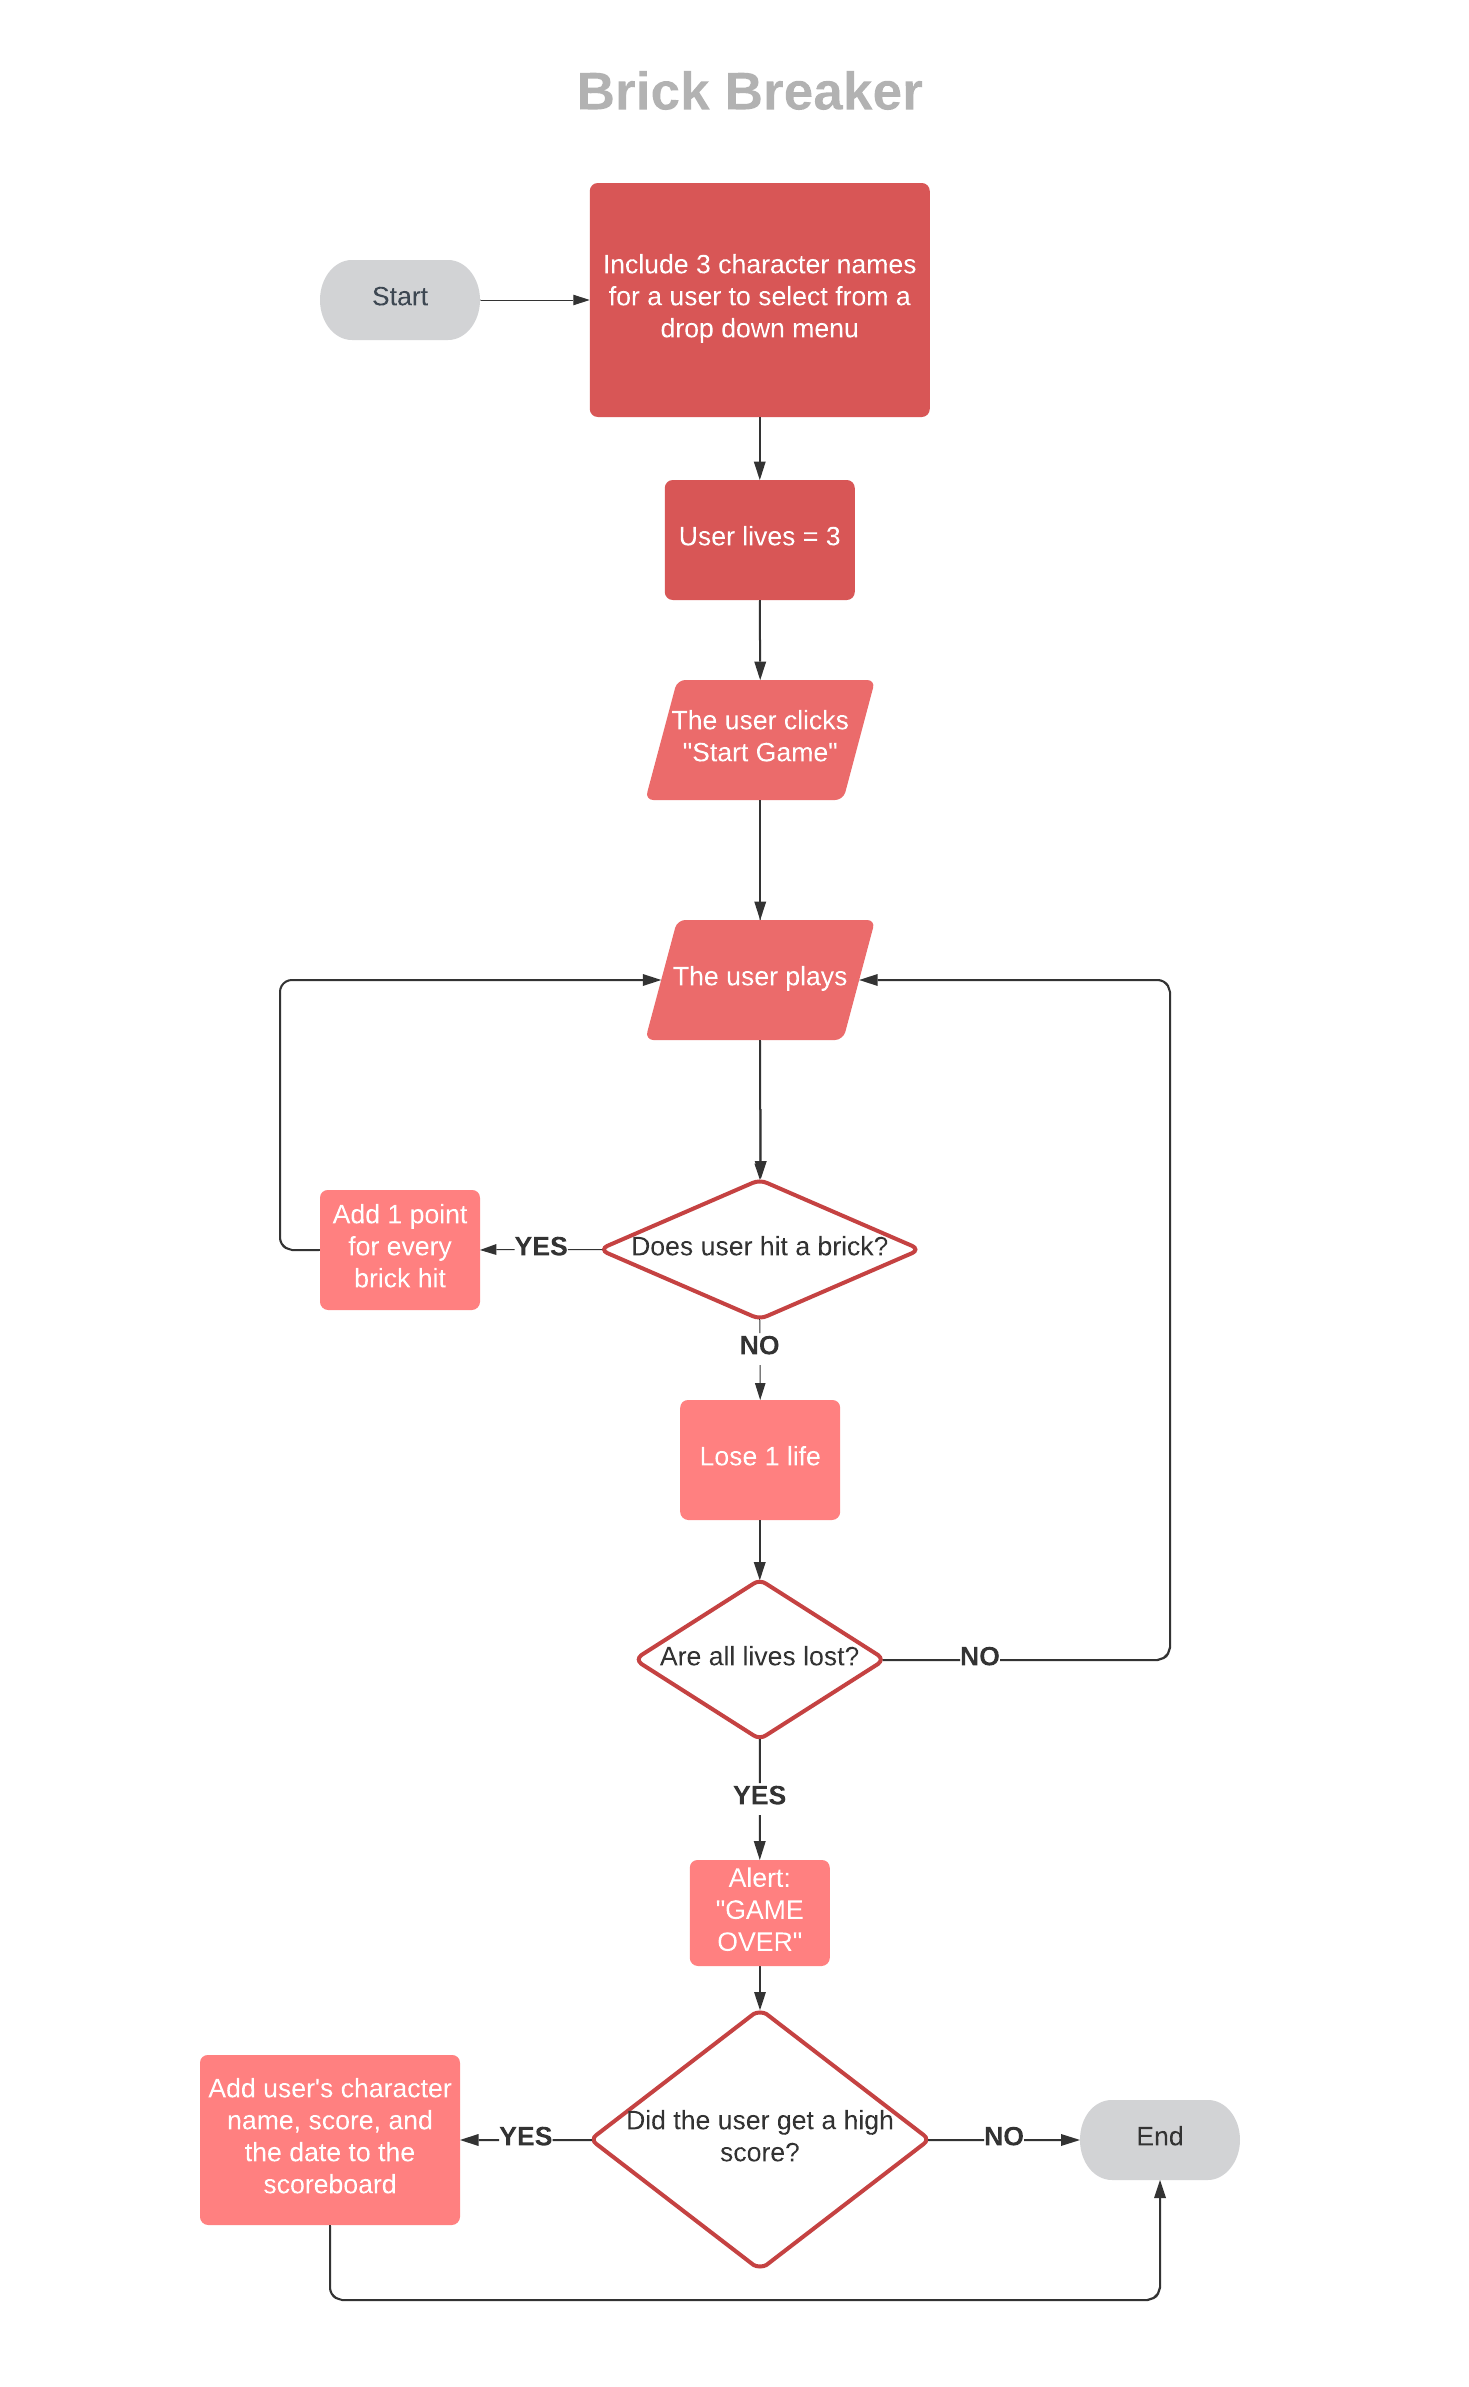 Brick Breaker
Start
Include 3 character names
for a user to select from a
drop down menu
User lives = 3
The user clicks
"Start Game"
The user plays
Add 1 point
for every
brick hit
YES
Does user hit a brick?
NO
Lose 1 life
Are all lives lost?
NO
YES
Alert:
"GAME
OVER"
Add user's character
name, score, and
the date to the
scoreboard
YES
Did the user get a high
score?
NO
End